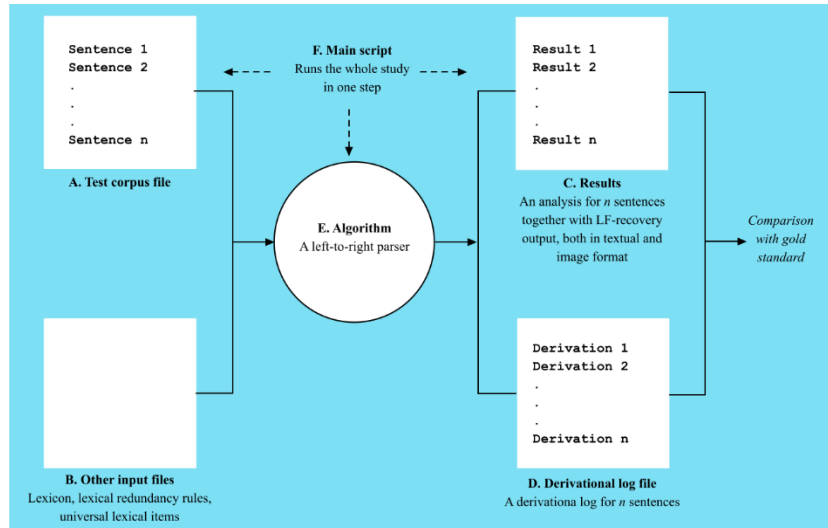 Sentence 1
Sentence 2
.
.
.
Sentence n
A. Test corpus file
F. Main script
Runs the whole study
in one step
Result 1
Result 2
.
.
.
Result n
C. Results
An analysis for n sentences
together with LF-recovery
output, both in textual and
image format
E. Algorithm
A left-to-right parser
Comparison
with gold
standard
B. Other input files
Lexicon, lexical redundancy rules,
universal lexical items
Derivation 1
Derivation 2
.
.
.
Derivation n
D. Derivational log file
A derivationa log for n sentences